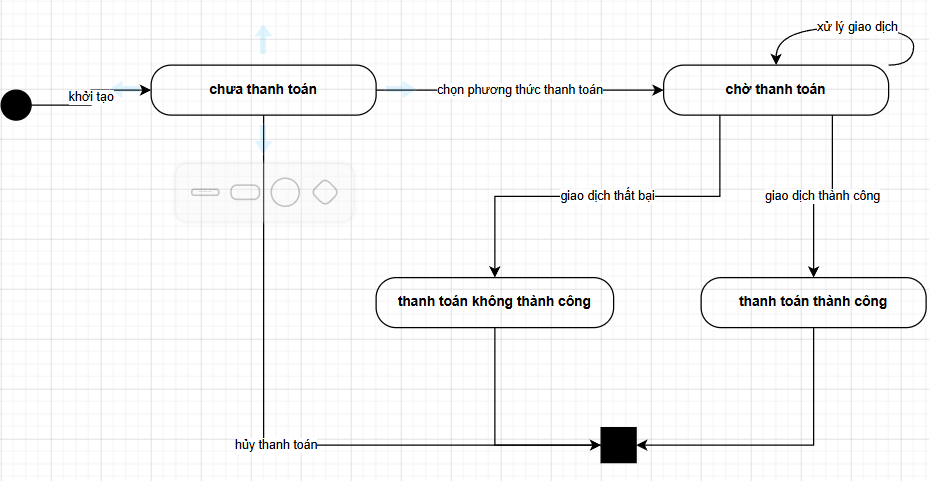 xử lý giao dịch
khởi tạo
chưa thanh toán
chọn phương thức thanh toán
chờ thanh toán
giao dịch thất bại
giao dịch thành công
thanh toán không thành công
thanh toán thành công
hủy thanh toán